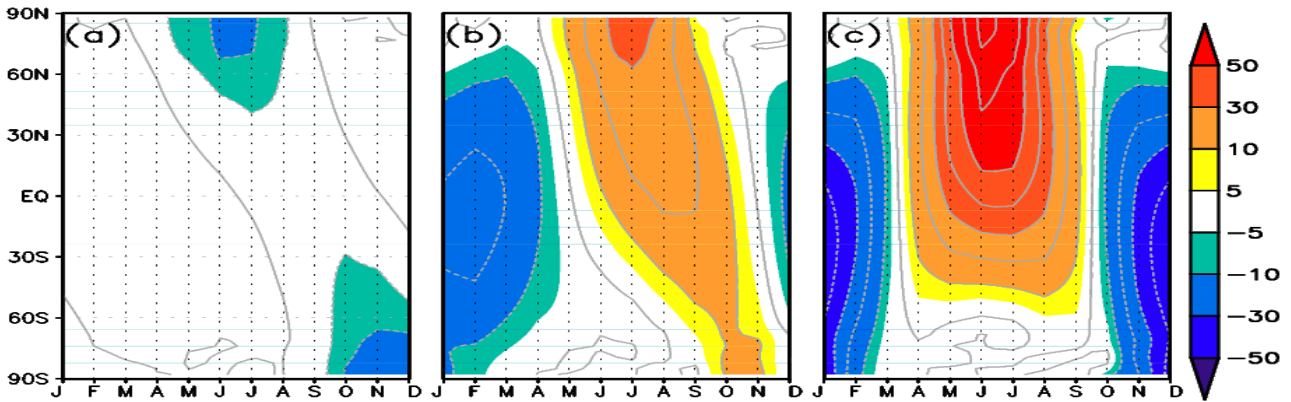 90N
60N
30N
EQ
30S
60S
90S
(a)
J F M A M J J A S O N D
(b)
J F M A M J J A S O N D
(c)
J F M A M J J A S O N D
50
30
10
5
−5
−10
−30
−50